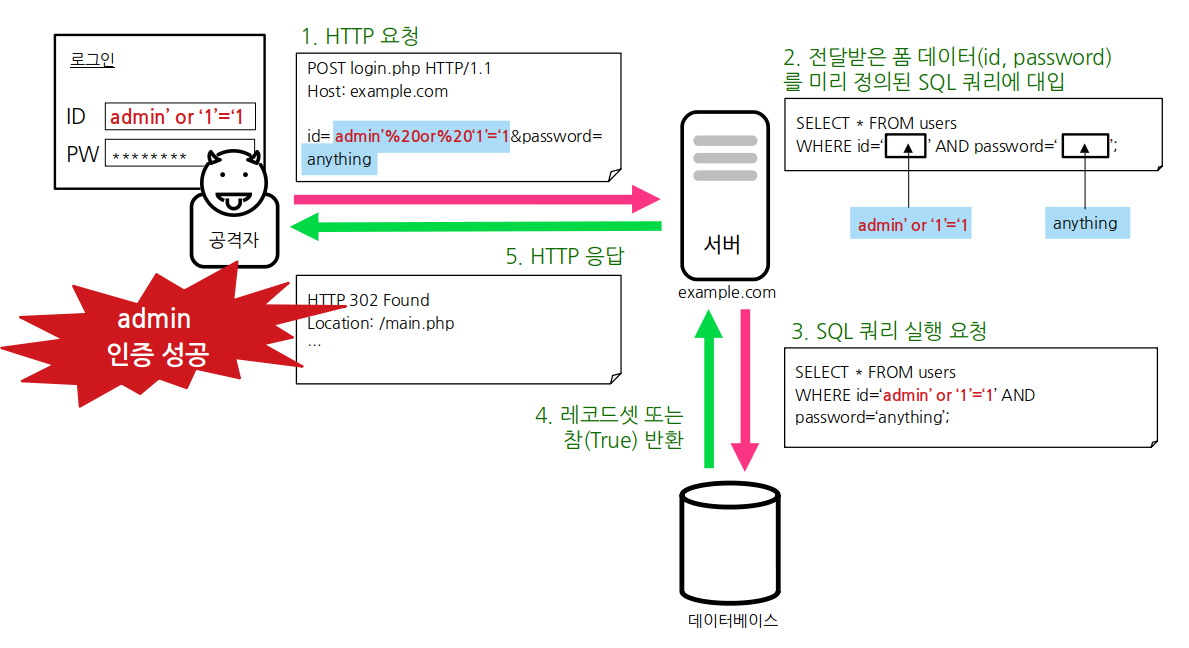 로그인
ID admin’ or ‘1’=‘1
PW ********
공격자
admin
인증 성공
1. HTTP 요청
POST login.php HTTP/1.1
Host: example.com
id= admin’%20or%20‘1’=‘1&password=
anything
5. HTTP 응답
HTTP 302 Found
Location: /main.php
...
서버
example.com
2. 전달받은 폼 데이터(id, password)
를 미리 정의된 SQL 쿼리에 대입
SELECT * FROM users
WHERE id=‘ ’ AND password=‘ ’;
admin’ or ‘1’=‘1
anything
3. SQL 쿼리 실행 요청
SELECT * FROM users
WHERE id=‘admin’ or ‘1’=‘1’ AND
password=‘anything’;
4. 레코드셋 또는
참(True) 반환
데이터베이스